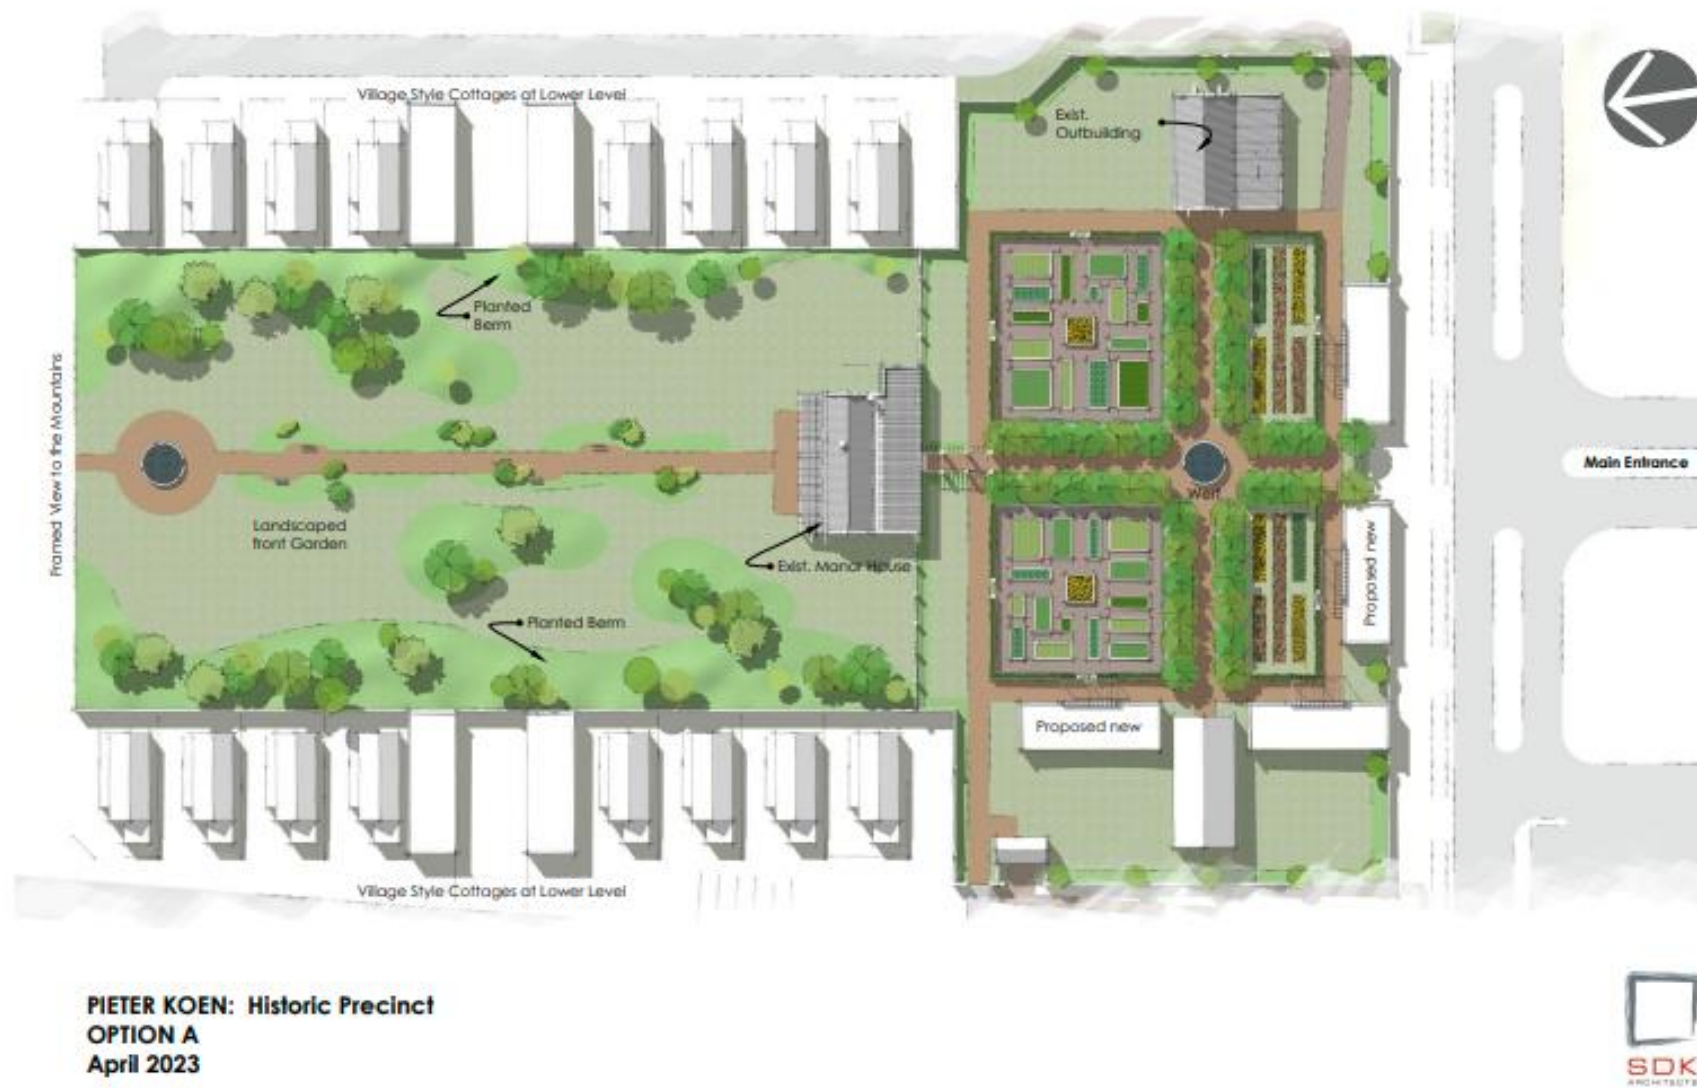 Village Style Cottages at Lower Level
Exist.
Outbuilding
Planted
Berm
Framed View to the Mountains
Landscaped
front Garden
Exist. Manor House
Planted Berm
Werf
Main Entrance
Proposed new
Proposed new
Village Style Cottages at Lower Level
PIETER KOEN: Historic Precinct
OPTION A
April 2023
SDK
ARCHITECTS